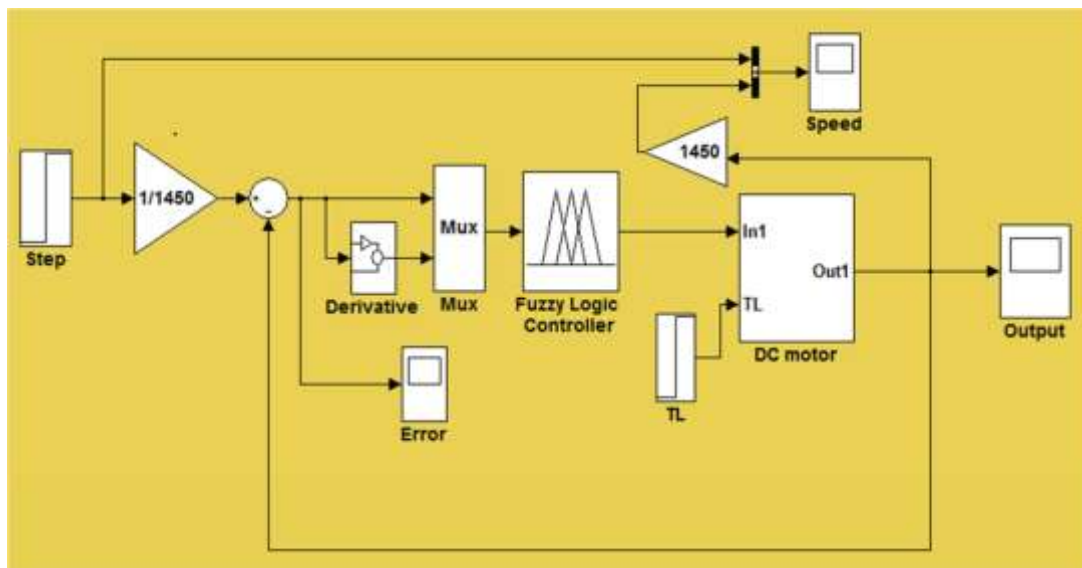 Speed
1450
1/1450
Step
Derivative
Mux
Mux
Fuzzy Logic
Controller
In1
Out1
TL
DC motor
TL
Output
Error